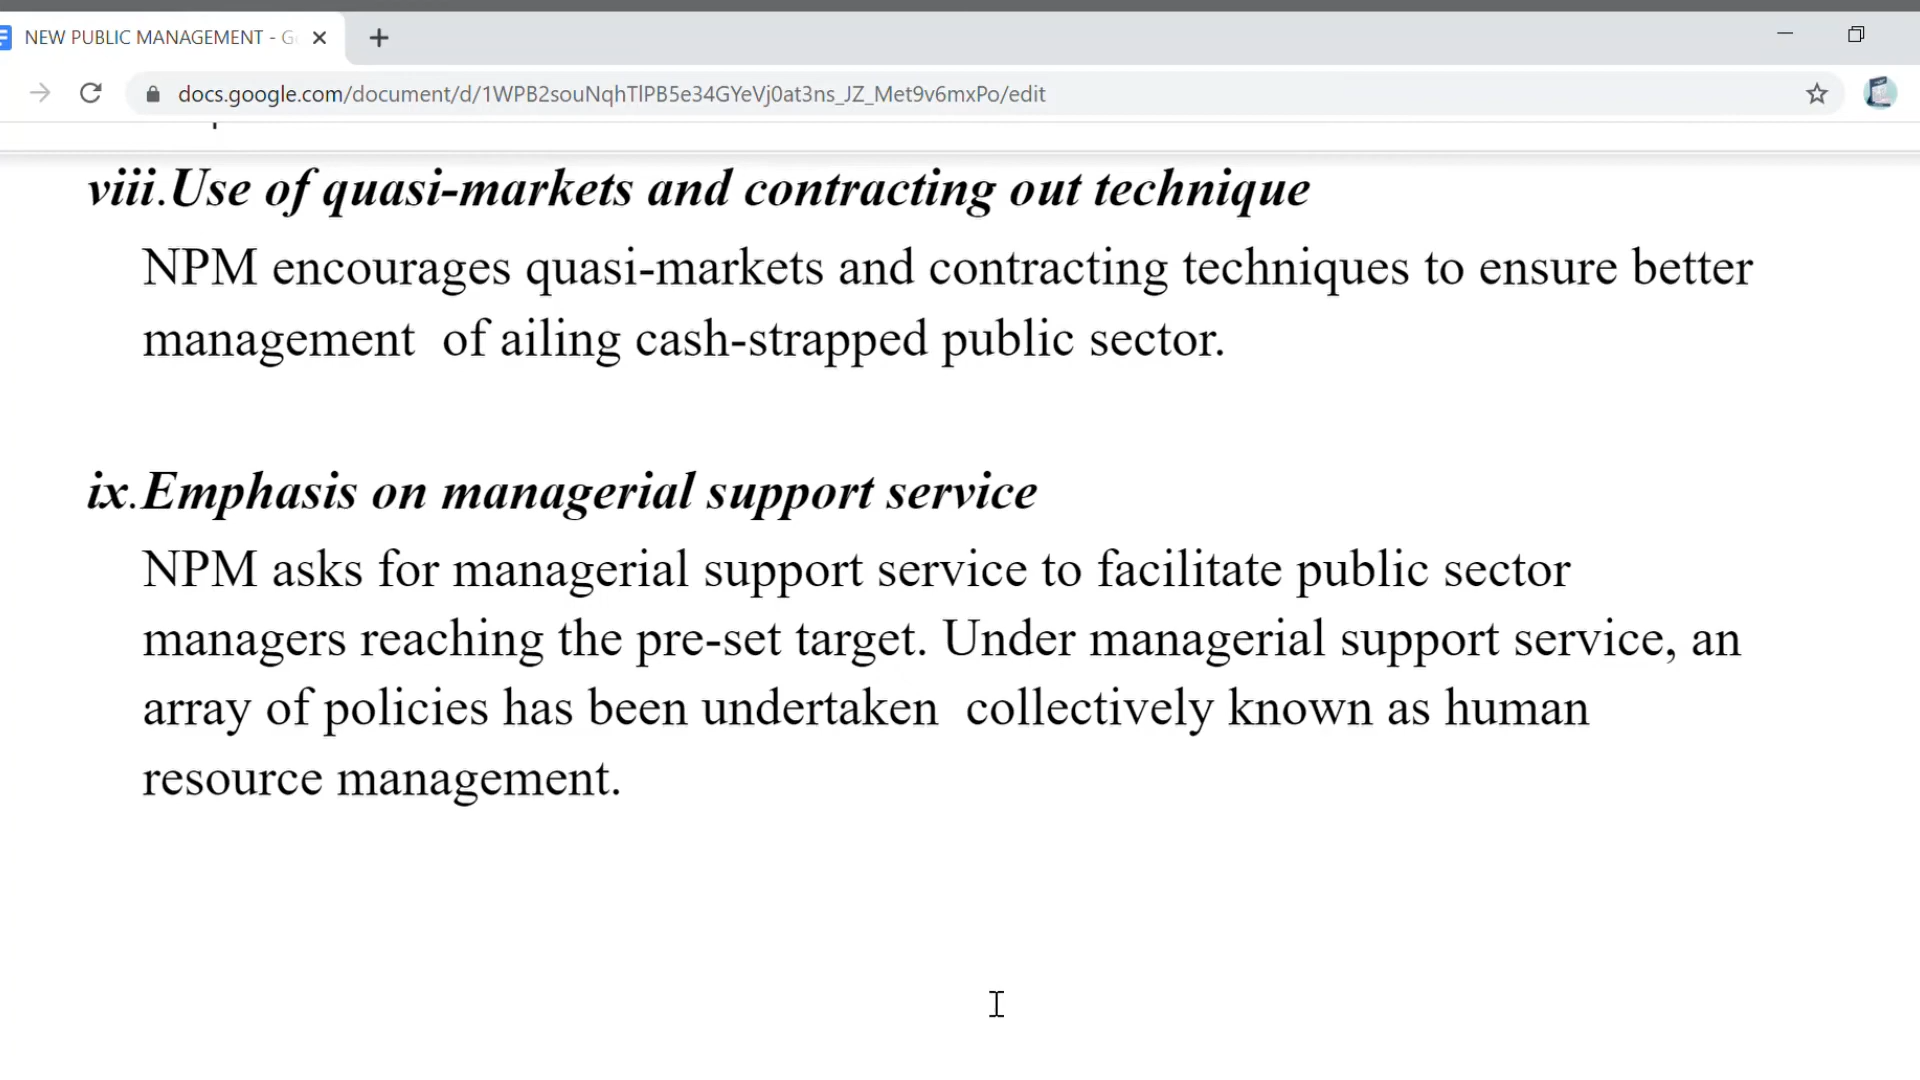 NEW PUBLIC MANAGEMENT - G
docs.google.com/document/d/1WPB2souNqhTlPB5e34GYeVj0at3ns_JZ_Met9v6mxPo/edit
viii.Use of quasi-markets and contracting out technique
NPM encourages quasi-markets and contracting techniques to ensure better
management  of ailing cash-strapped public sector.
ix.Emphasis on managerial support service
NPM asks for managerial support service to facilitate public sector
managers reaching the pre-set target. Under managerial support service, an
array of policies has been undertaken  collectively known as human
resource management.